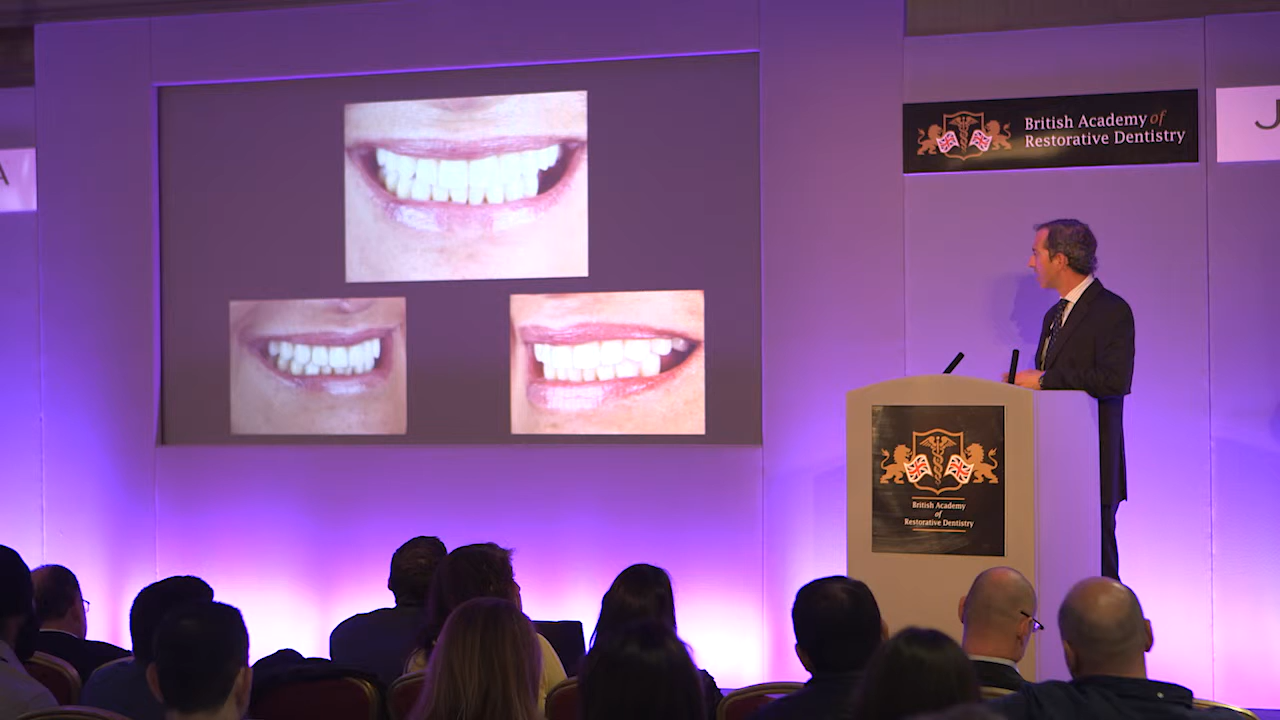 A
British Academy of
Restorative Dentistry
J
British Academy
of
Restorative Dentistry